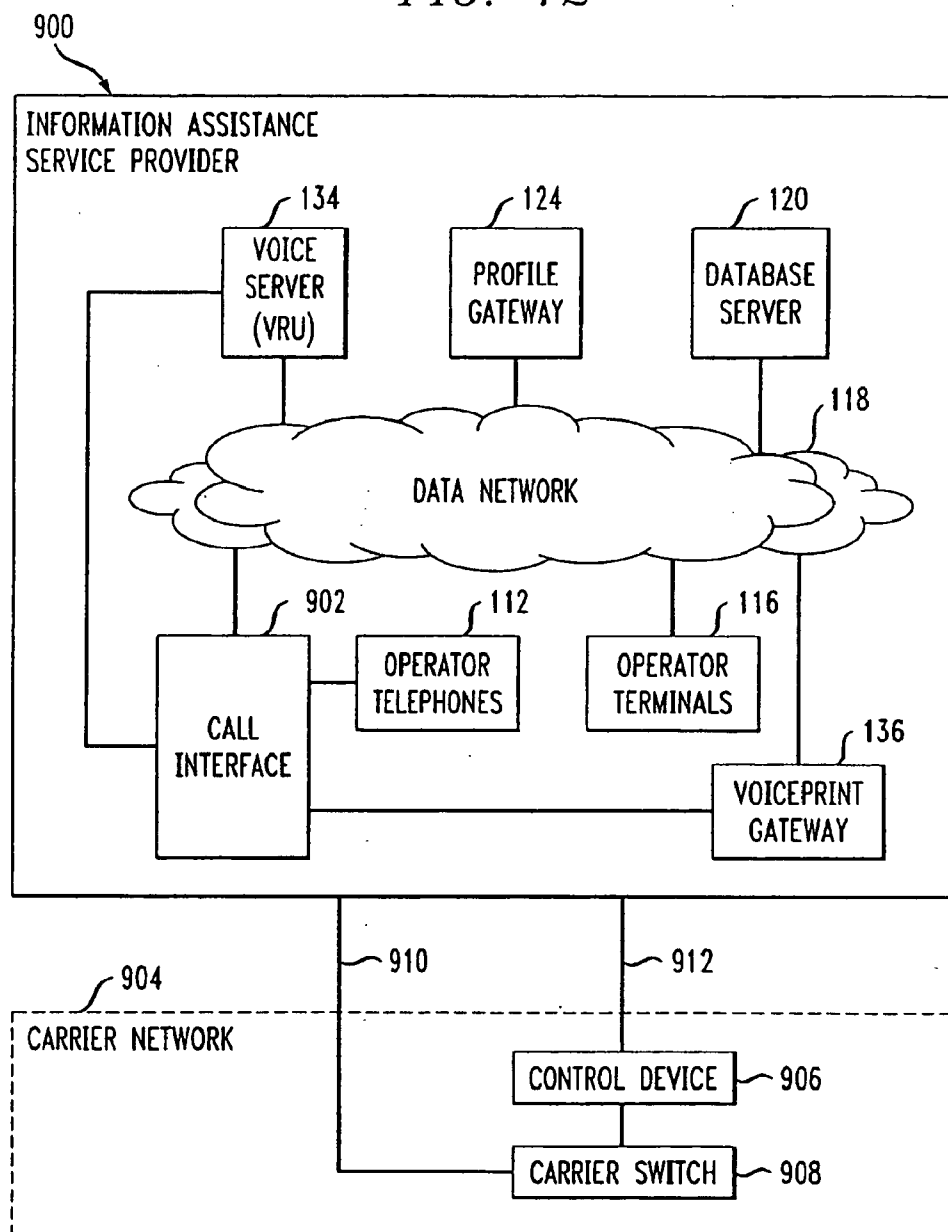 900
INFORMATION ASSISTANCE
SERVICE PROVIDER
134
124
120
VOICE
SERVER
(VRU)
PROFILE
GATEWAY
DATABASE
SERVER
118
DATA NETWORK
902
112
116
CALL
INTERFACE
OPERATOR
TELEPHONES
OPERATOR
TERMINALS
136
VOICEPRINT
GATEWAY
910
912
904
CARRIER NETWORK
CONTROL DEVICE
906
CARRIER SWITCH
908